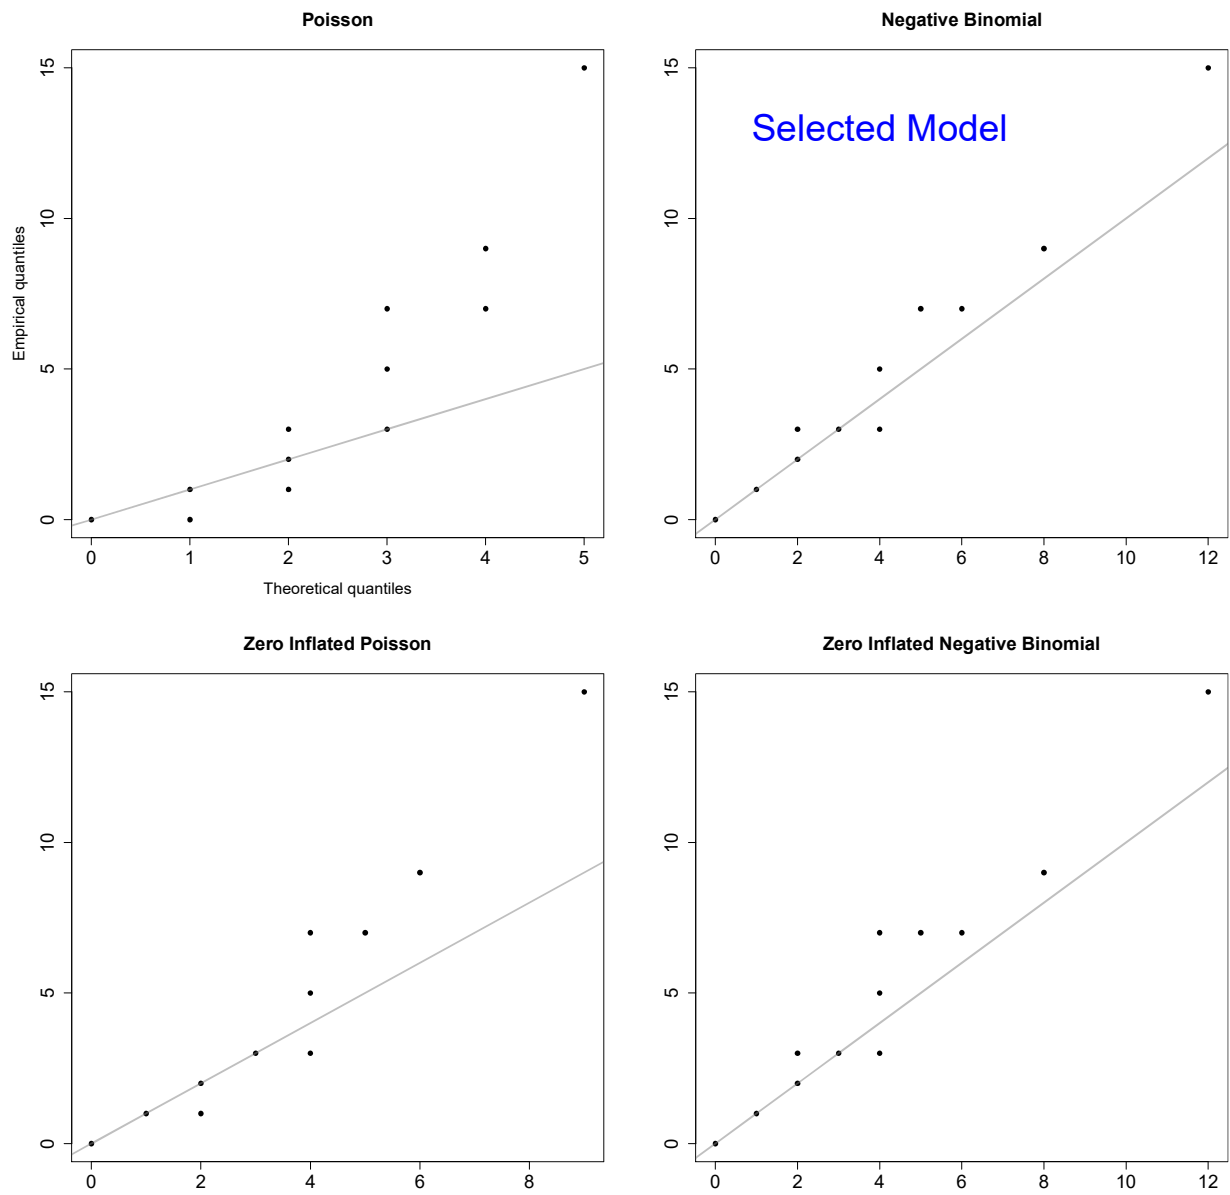 Poisson
Negative Binomial
15
10
5
0
Empirical quantiles
0 1 2 3 4 5
Theoretical quantiles
Selected Model
15
10
5
0
0 2 4 6 8 10 12
Zero Inflated Poisson
Zero Inflated Negative Binomial
15
10
5
0
0 2 4 6 8
15
10
5
0
0 2 4 6 8 10 12